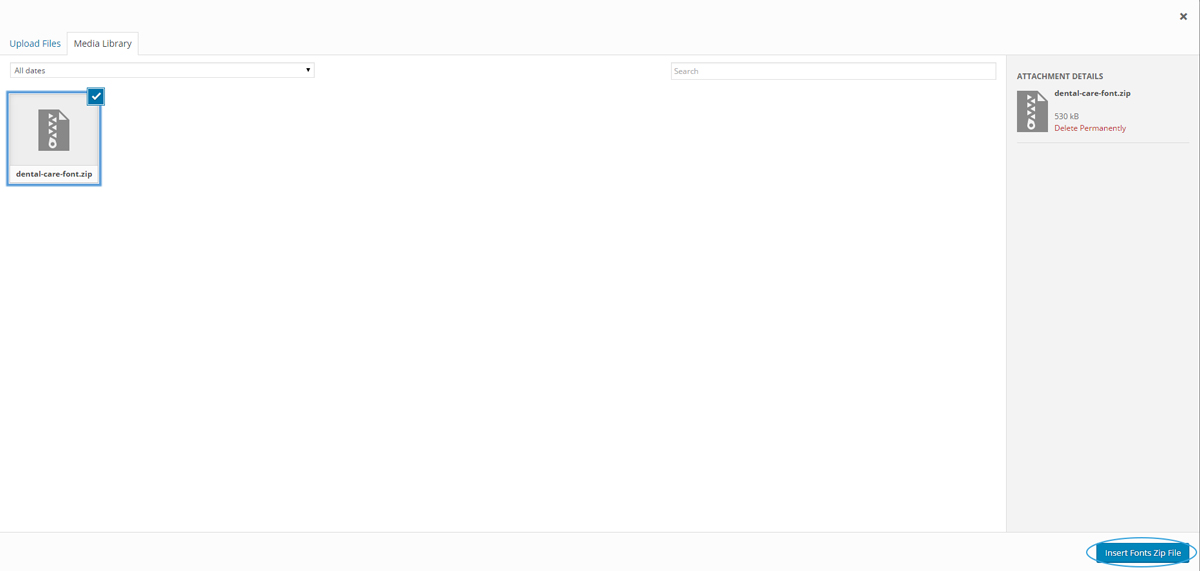 Upload Files
Media Library
All dates
Search
dental-care-font.zip
ATTACHMENT DETAILS
dental-care-font.zip
530 kB
Delete Permanently
Insert Fonts Zip File